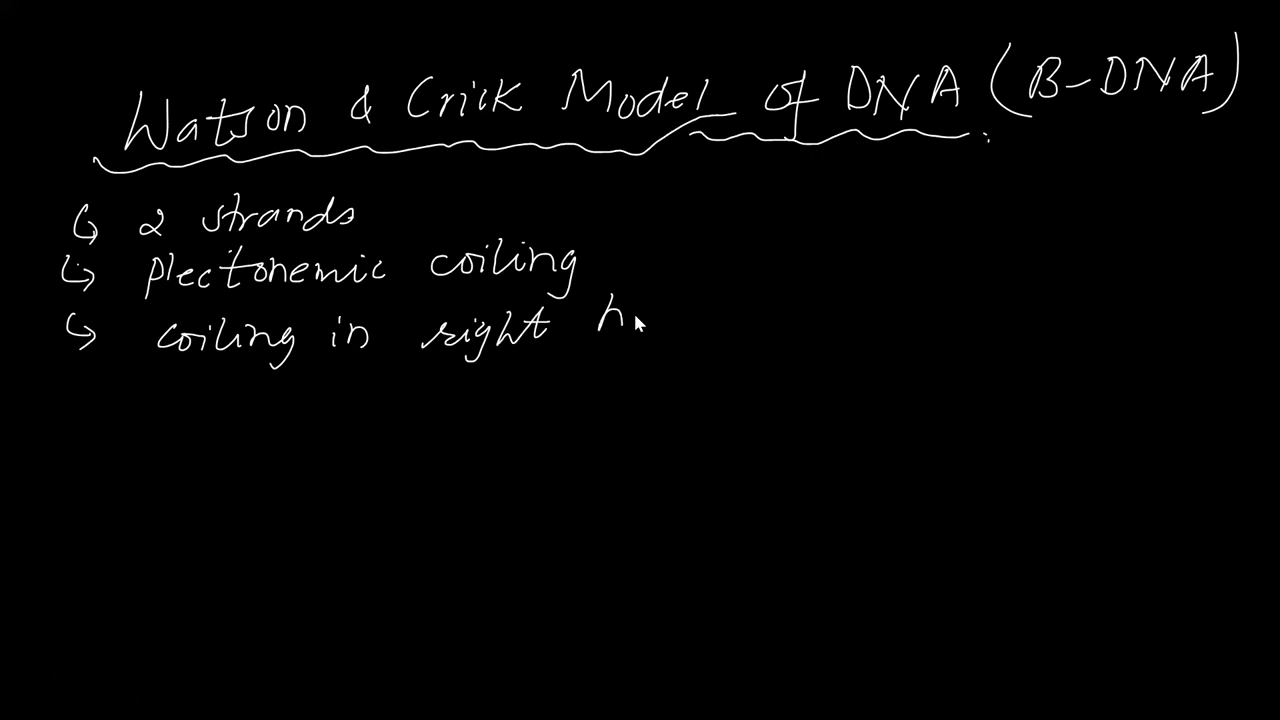 Watson & Crick Model of DNA (B-DNA)
↳ 2 strands
↳ plectonemic coiling
↳ coiling in right h